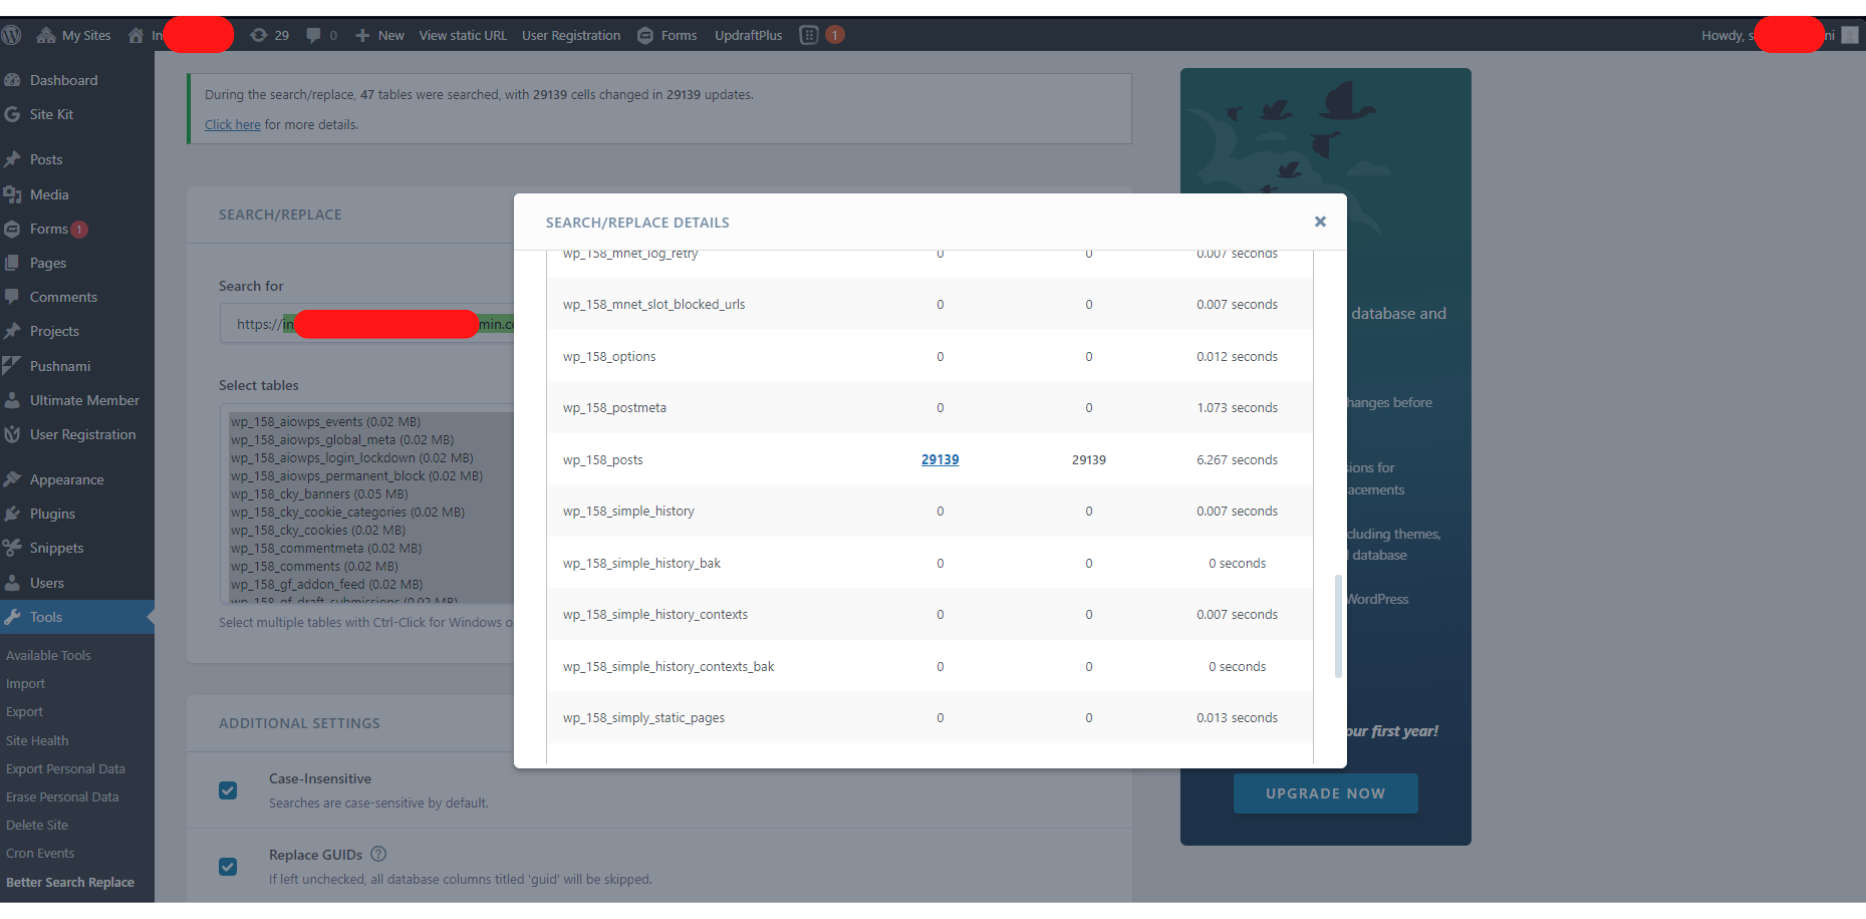 My Sites In 29 0 New View static URL User Registration Forms UpdraftPlus 1 Howdy, s ni
Dashboard
Site Kit
Posts
Media
Forms 1
Pages
Comments
Projects
Pushnami
Ultimate Member
User Registration
Appearance
Plugins
Snippets
Users
Tools
Available Tools
Import
Export
Site Health
Export Personal Data
Erase Personal Data
Delete Site
Cron Events
Better Search Replace
During the search/replace, 47 tables were searched, with 29139 cells changed in 29139 updates.
Click here for more details.
SEARCH/REPLACE
Search for
https://in min.c
Select tables
wp_158_aiowps_events (0.02 MB)
wp_158_aiowps_global_meta (0.02 MB)
wp_158_aiowps_login_lockdown (0.02 MB)
wp_158_aiowps_permanent_block (0.02 MB)
wp_158_cky_banners (0.05 MB)
wp_158_cky_cookie_categories (0.02 MB)
wp_158_cky_cookies (0.02 MB)
wp_158_commentmeta (0.02 MB)
wp_158_comments (0.02 MB)
wp_158_gf_addon_feed (0.02 MB)
wp_158_gf_draft_submissions (0.02 MB)
Select multiple tables with Ctrl-Click for Windows o
ADDITIONAL SETTINGS
Case-Insensitive
Searches are case-sensitive by default.
Replace GUIDs ?
If left unchecked, all database columns titled 'guid' will be skipped.
SEARCH/REPLACE DETAILS ×
wp_158_mnet_log_retry 0 0 0.007 seconds
wp_158_mnet_slot_blocked_urls 0 0 0.007 seconds
wp_158_options 0 0 0.012 seconds
wp_158_postmeta 0 0 1.073 seconds
wp_158_posts 29139 29139 6.267 seconds
wp_158_simple_history 0 0 0.007 seconds
wp_158_simple_history_bak 0 0 0 seconds
wp_158_simple_history_contexts 0 0 0.007 seconds
wp_158_simple_history_contexts_bak 0 0 0 seconds
wp_158_simply_static_pages 0 0 0.013 seconds
database and
hanges before
sions for
acements
cluding themes,
database
WordPress
our first year!
UPGRADE NOW